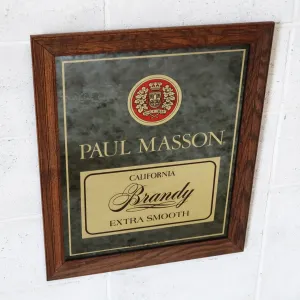 PAUL MASSON
CALIFORNIA
Brandy
EXTRA SMOOTH